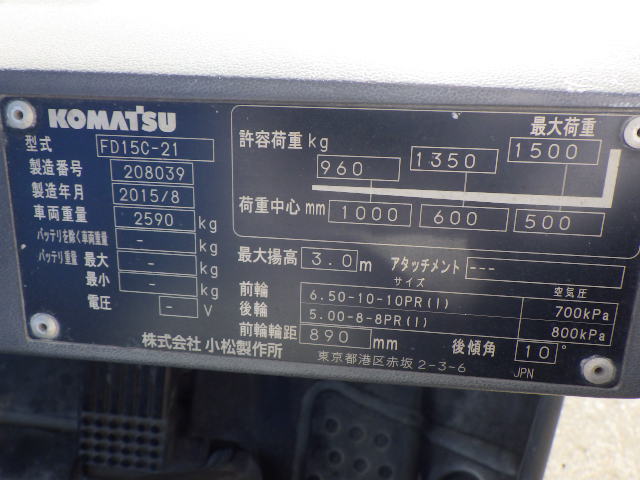 KOMATSU
型式 FD15C-21
製造番号 208039
製造年月 2015/8
車両重量 2590 kg
バッテリを除く車両重量 - kg
バッテリ重量 最大 - kg
最小 - kg
電圧 - V
最大荷重
許容荷重 kg 960 1350 1500
荷重中心 mm 1000 600 500
最大揚高 3.0 m アタッチメント ---
サイズ 空気圧
前輪 6.50-10-10PR(I) 700kPa
後輪 5.00-8-8PR(I) 800kPa
前輪輪距 890 mm 後傾角 10°
株式会社 小松製作所 東京都港区赤坂2-3-6 JPN